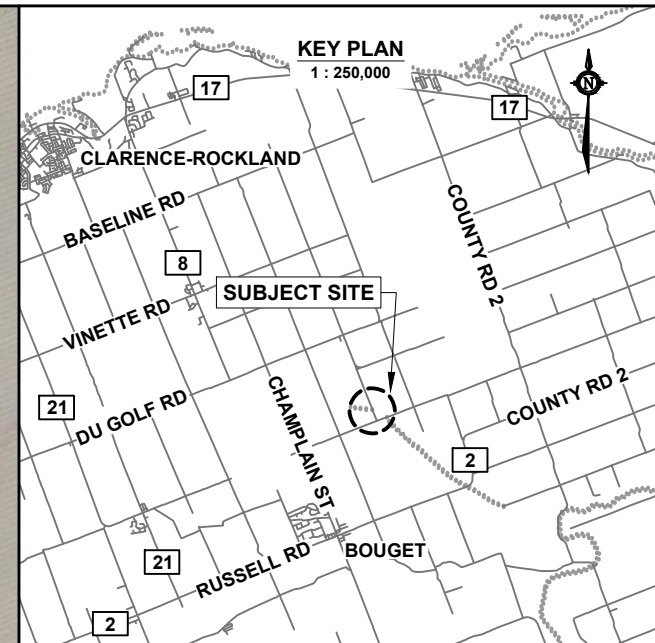 KEY PLAN
1 : 250,000
N
17
17
CLARENCE-ROCKLAND
BASELINE RD
COUNTY RD 2
8
SUBJECT SITE
VINETTE RD
21
DU GOLF RD
CHAMPLAIN ST
COUNTY RD 2
2
21
RUSSELL RD
BOUGET
2